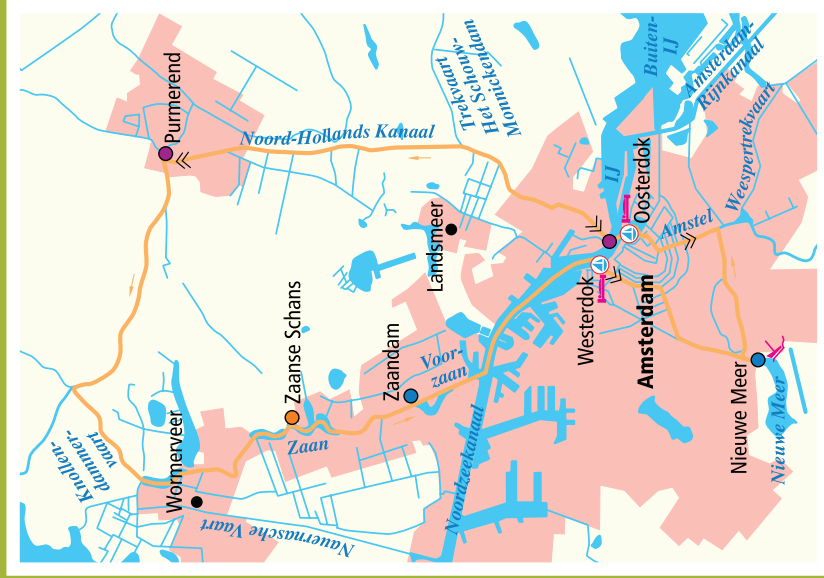 Purmerend
Noord-Hollands Kanaal
Trekvaart
Het Schouw-
Monnickendam
Buiten-
IJ
Amsterdam-
Rijnkanaal
Weespertrekvaart
IJ
Oosterdok
Amstel
Landsmeer
Westerdok
Amsterdam
Zaanse Schans
Zaandam
Voor-
zaan
Nieuwe Meer
Nieuwe Meer
Zaan
Noordzeekanaal
Wormerveer
Knollen-
dammer-
vaart
Nauernasche Vaart